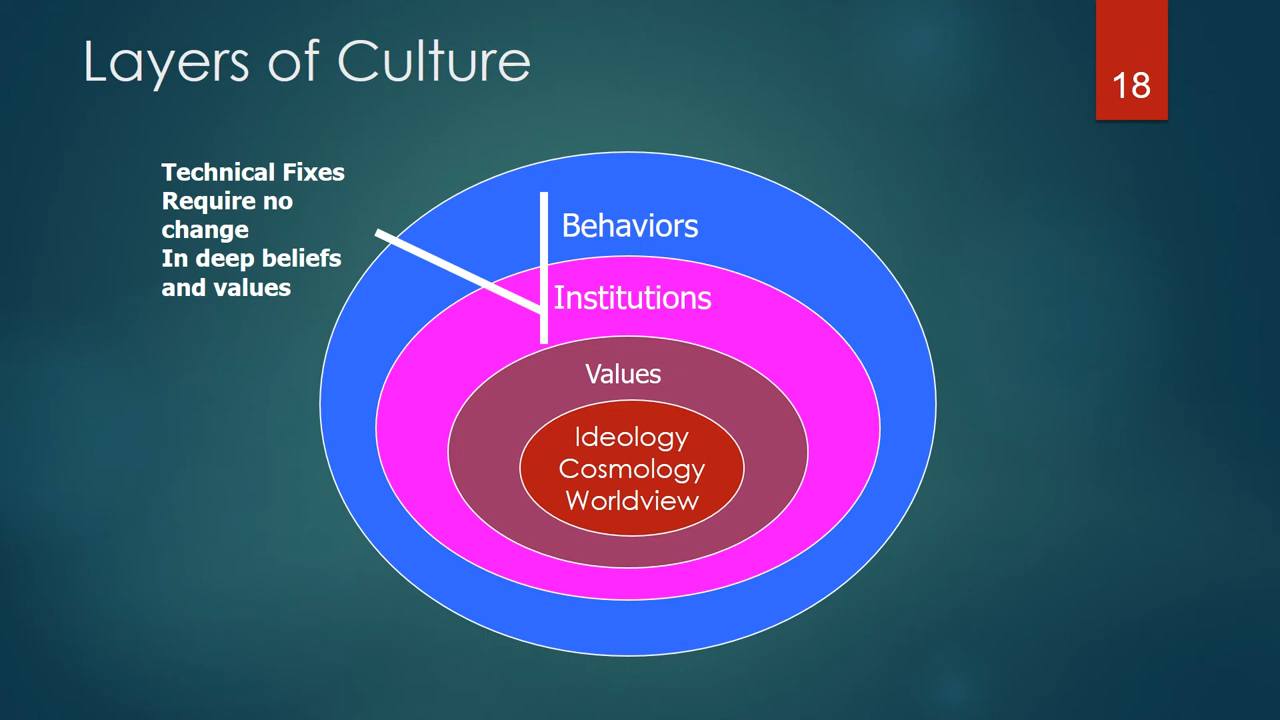 Layers of Culture
18
Technical Fixes
Require no
change
In deep beliefs
and values
Behaviors
Institutions
Values
Ideology
Cosmology
Worldview